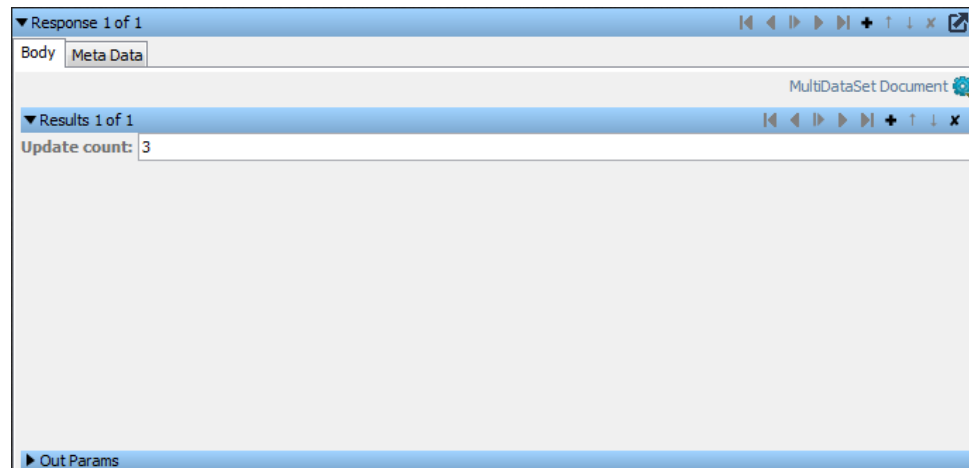 Response 1 of 1
Body Meta Data
MultiDataSet Document
Results 1 of 1
Update count: 3
Out Params